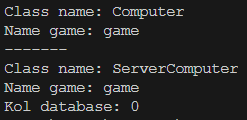 Class name: Computer
Name game: game
-------
Class name: ServerComputer
Name game: game
Kol database: 0